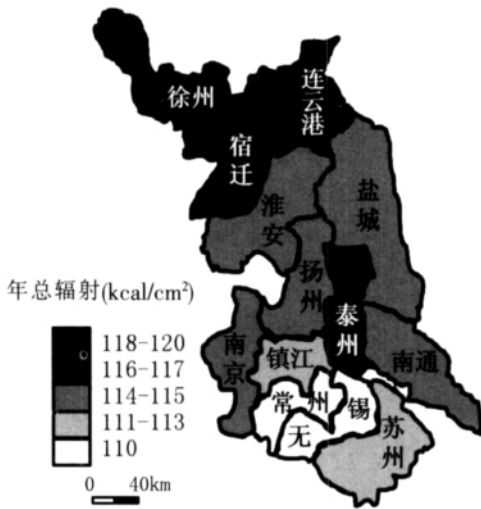 徐州
连云港
宿迁
淮安
盐城
扬州
年总辐射(kcal/cm²)
泰州
南京
镇江
南通
118-120
116-117
114-115
111-113
110
常州
无锡
苏州
0 40km